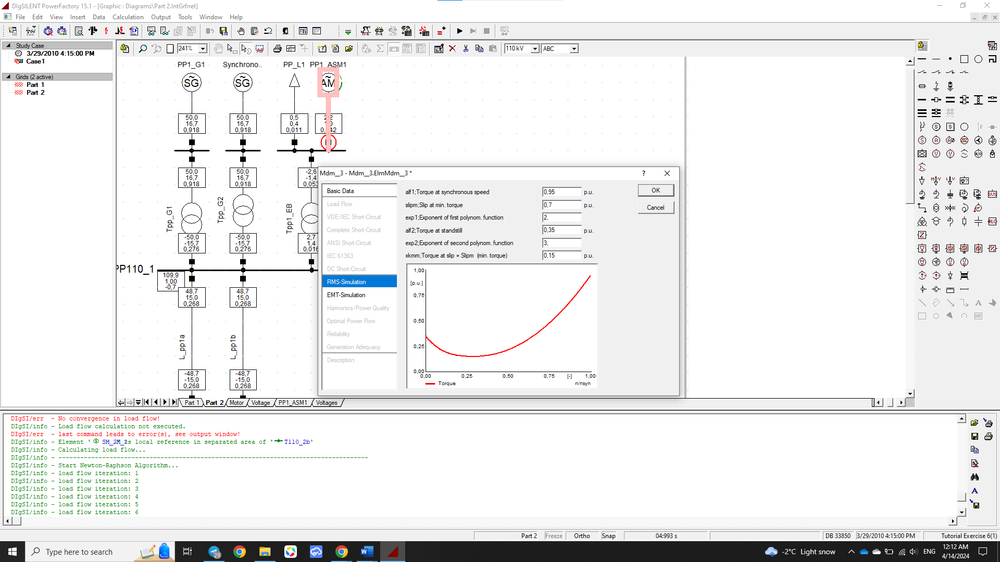 DIgSILENT PowerFactory 15.1 - [Graphic : Diagrams\Part 2.IntGrfnet]
File Edit View Insert Data Calculation Output Tools Window Help
241%
110 kV
ABC
Study Case
3/29/2010 4:15:00 PM
Case1
Grids (2 active)
Part 1
Part 2
PP1_G1 Synchrono.. PP_L1 PP1_ASM1
SG SG AM
50,0 50,0 0,5
16,7 16,7 0,4
0,918 0,918 0,011
50,0 50,0 -2,6
16,7 16,7 -1,4
0,918 0,918 0,053
Tpp_G1 Tpp_G2 Tpp1_EB
-50,0 -50,0 2,7
-15,7 -15,7 1,4
0,276 0,276 0,016
PP110_1
109,9
1,00
-0,7
48,7 48,7
15,0 15,0
0,268 0,268
L_pp1a L_pp1b
-48,7 -48,7
-15,0 -15,0
0,268 0,268
Mdm__3 - Mdm__3.ElmMdm__3 *
? 
Basic Data
Load Flow
VDE/IEC Short-Circuit
Complete Short-Circuit
ANSI Short-Circuit
IEC 61363
DC Short-Circuit
RMS-Simulation
EMT-Simulation
Harmonics/Power Quality
Optimal Power Flow
Reliability
Generation Adequacy
Description
alf1;Torque at synchronous speed 0,95 p.u.
slipm;Slip at min. torque 0,7 p.u.
exp1;Exponent of first polynom. function 2,
alf2;Torque at standstill 0,35 p.u.
exp2;Exponent of second polynom. function 3,
xkmm;Torque at slip = Slipm (min. torque) 0,15 p.u.
OK
Cancel
1,00
[p.u.]
0,75
0,50
0,25
0,00
0,00 0,25 0,50 0,75 [-] 1,00
Torque n/nsyn
Part 1 Part 2 Motor Voltage PP1_ASM1 Voltages
DIgSI/err - No convergence in load flow!
DIgSI/info - Load flow calculation not executed.
DIgSI/err - last command leads to error(s), see output window!
DIgSI/info - Element ' local reference in separated area of ' T110_2b'
DIgSI/info - Calculating load flow...
DIgSI/info - ------------------------------------------------------------------------------------
DIgSI/info - Start Newton-Raphson Algorithm...
DIgSI/info - load flow iteration: 1
DIgSI/info - load flow iteration: 2
DIgSI/info - load flow iteration: 3
DIgSI/info - load flow iteration: 4
DIgSI/info - load flow iteration: 5
DIgSI/info - load flow iteration: 6
Part 2 Freeze Ortho Snap 04:993 s DB 33850 3/29/2010 4:15:00 PM Tutorial Exercise 6(1)
Type here to search
29
-2°C Light snow
ENG
12:12 AM
4/14/2024